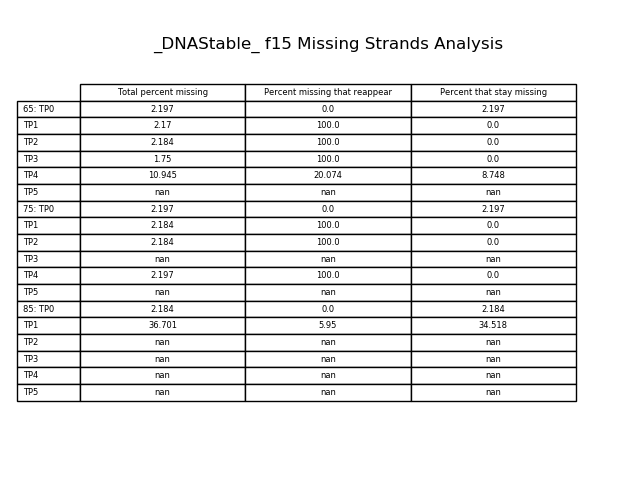 _DNAStable_ f15 Missing Strands Analysis
Total percent missing Percent missing that reappear Percent that stay missing
65: TP0 2.197 0.0 2.197
TP1 2.17 100.0 0.0
TP2 2.184 100.0 0.0
TP3 1.75 100.0 0.0
TP4 10.945 20.074 8.748
TP5 nan nan nan
75: TP0 2.197 0.0 2.197
TP1 2.184 100.0 0.0
TP2 2.184 100.0 0.0
TP3 nan nan nan
TP4 2.197 100.0 0.0
TP5 nan nan nan
85: TP0 2.184 0.0 2.184
TP1 36.701 5.95 34.518
TP2 nan nan nan
TP3 nan nan nan
TP4 nan nan nan
TP5 nan nan nan